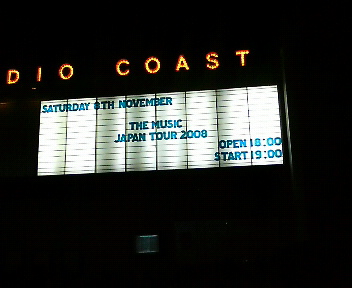 DIO COAST
SATURDAY 8TH NOVEMBER
THE MUSIC
JAPAN TOUR 2008
OPEN 18:00
START 19:00